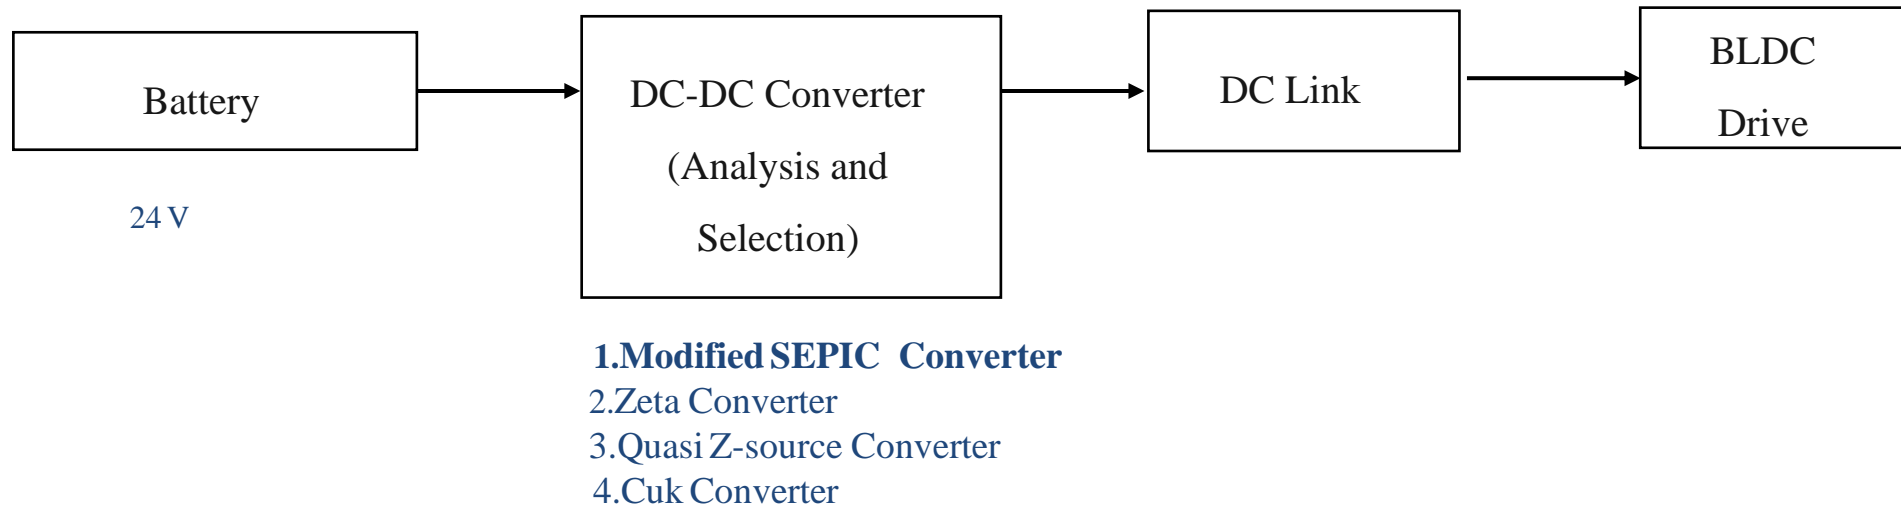 Battery
24 V
DC-DC Converter
(Analysis and
Selection)
1.Modified SEPIC Converter
2.Zeta Converter
3.Quasi Z-source Converter
4.Cuk Converter
DC Link
BLDC
Drive